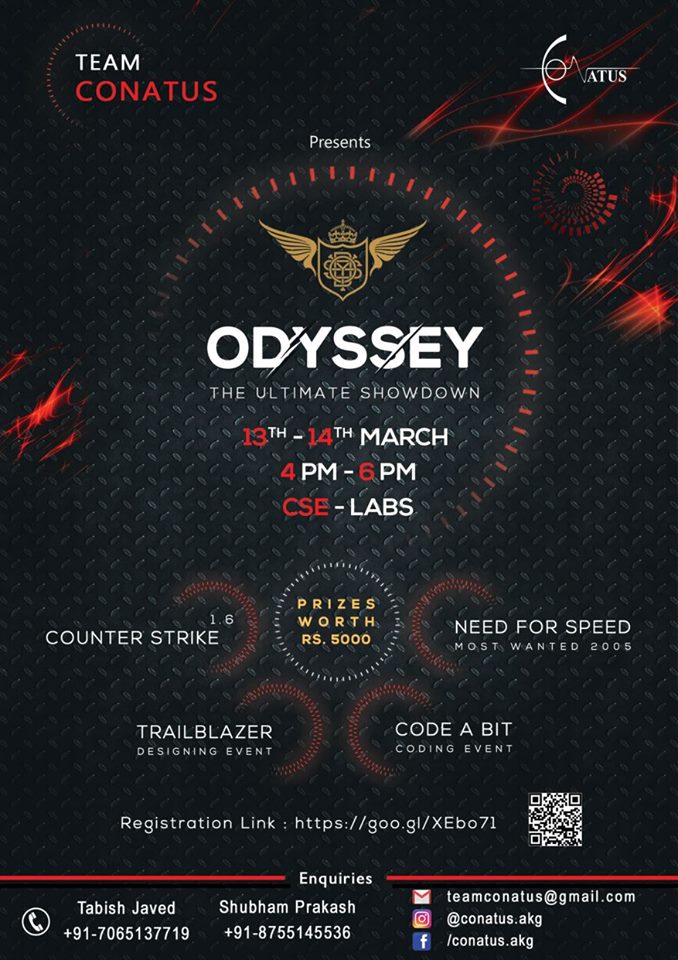 TEAM
CONATUS
CONATUS
Presents
ODYSSEY
THE ULTIMATE SHOWDOWN
13TH - 14TH MARCH
4 PM - 6 PM
CSE - LABS
PRIZES
WORTH
RS. 5000
1.6
COUNTER STRIKE
NEED FOR SPEED
MOST WANTED 2005
TRAILBLAZER
DESIGNING EVENT
CODE A BIT
CODING EVENT
Registration Link : https://goo.gl/XEbo71
Enquiries
Tabish Javed
+91-7065137719
Shubham Prakash
+91-8755145536
teamconatus@gmail.com
@conatus.akg
/conatus.akg